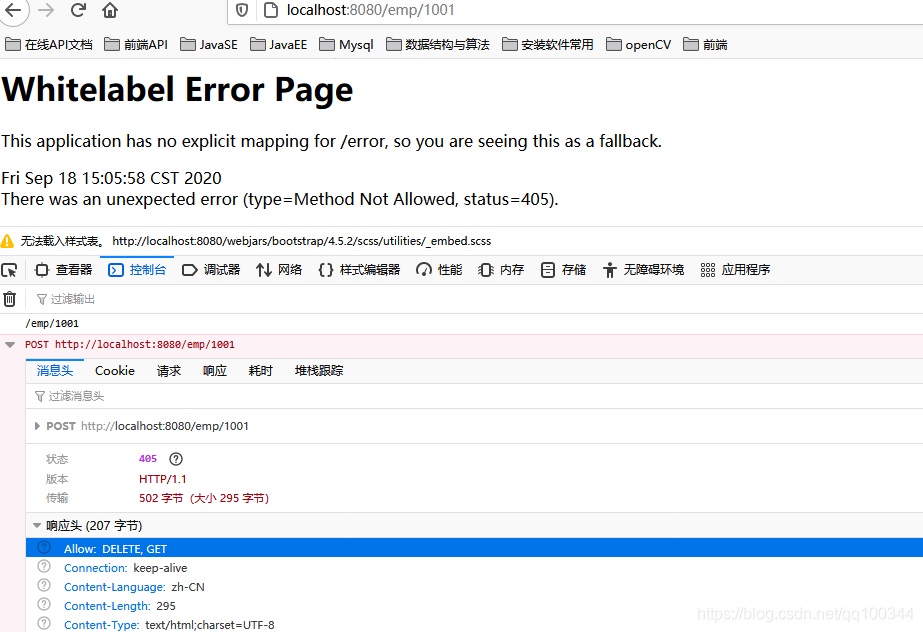 localhost:8080/emp/1001
在线API文档 前端API JavaSE JavaEE Mysql 数据结构与算法 安装软件常用 openCV 前端
Whitelabel Error Page
This application has no explicit mapping for /error, so you are seeing this as a fallback.
Fri Sep 18 15:05:58 CST 2020
There was an unexpected error (type=Method Not Allowed, status=405).
无法载入样式表。 http://localhost:8080/webjars/bootstrap/4.5.2/scss/utilities/_embed.scss
查看器 控制台 调试器 网络 样式编辑器 性能 内存 存储 无障碍环境 应用程序
过滤输出
/emp/1001
POST http://localhost:8080/emp/1001
消息头 Cookie 请求 响应 耗时 堆栈跟踪
过滤消息头
POST http://localhost:8080/emp/1001
状态 405
版本 HTTP/1.1
传输 502 字节 (大小 295 字节)
响应头 (207 字节)
Allow: DELETE, GET
Connection: keep-alive
Content-Language: zh-CN
Content-Length: 295
Content-Type: text/html;charset=UTF-8
https://blog.csdn.net/qq100344